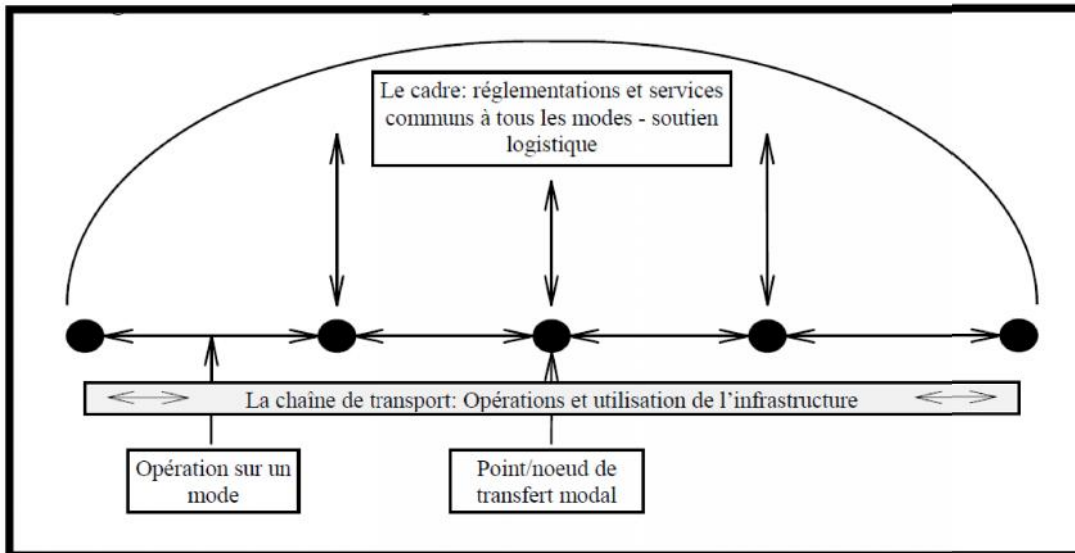 Le cadre: réglementations et services
communs à tous les modes - soutien
logistique
La chaîne de transport: Opérations et utilisation de l'infrastructure
Opération sur un
mode
Point/noeud de
transfert modal